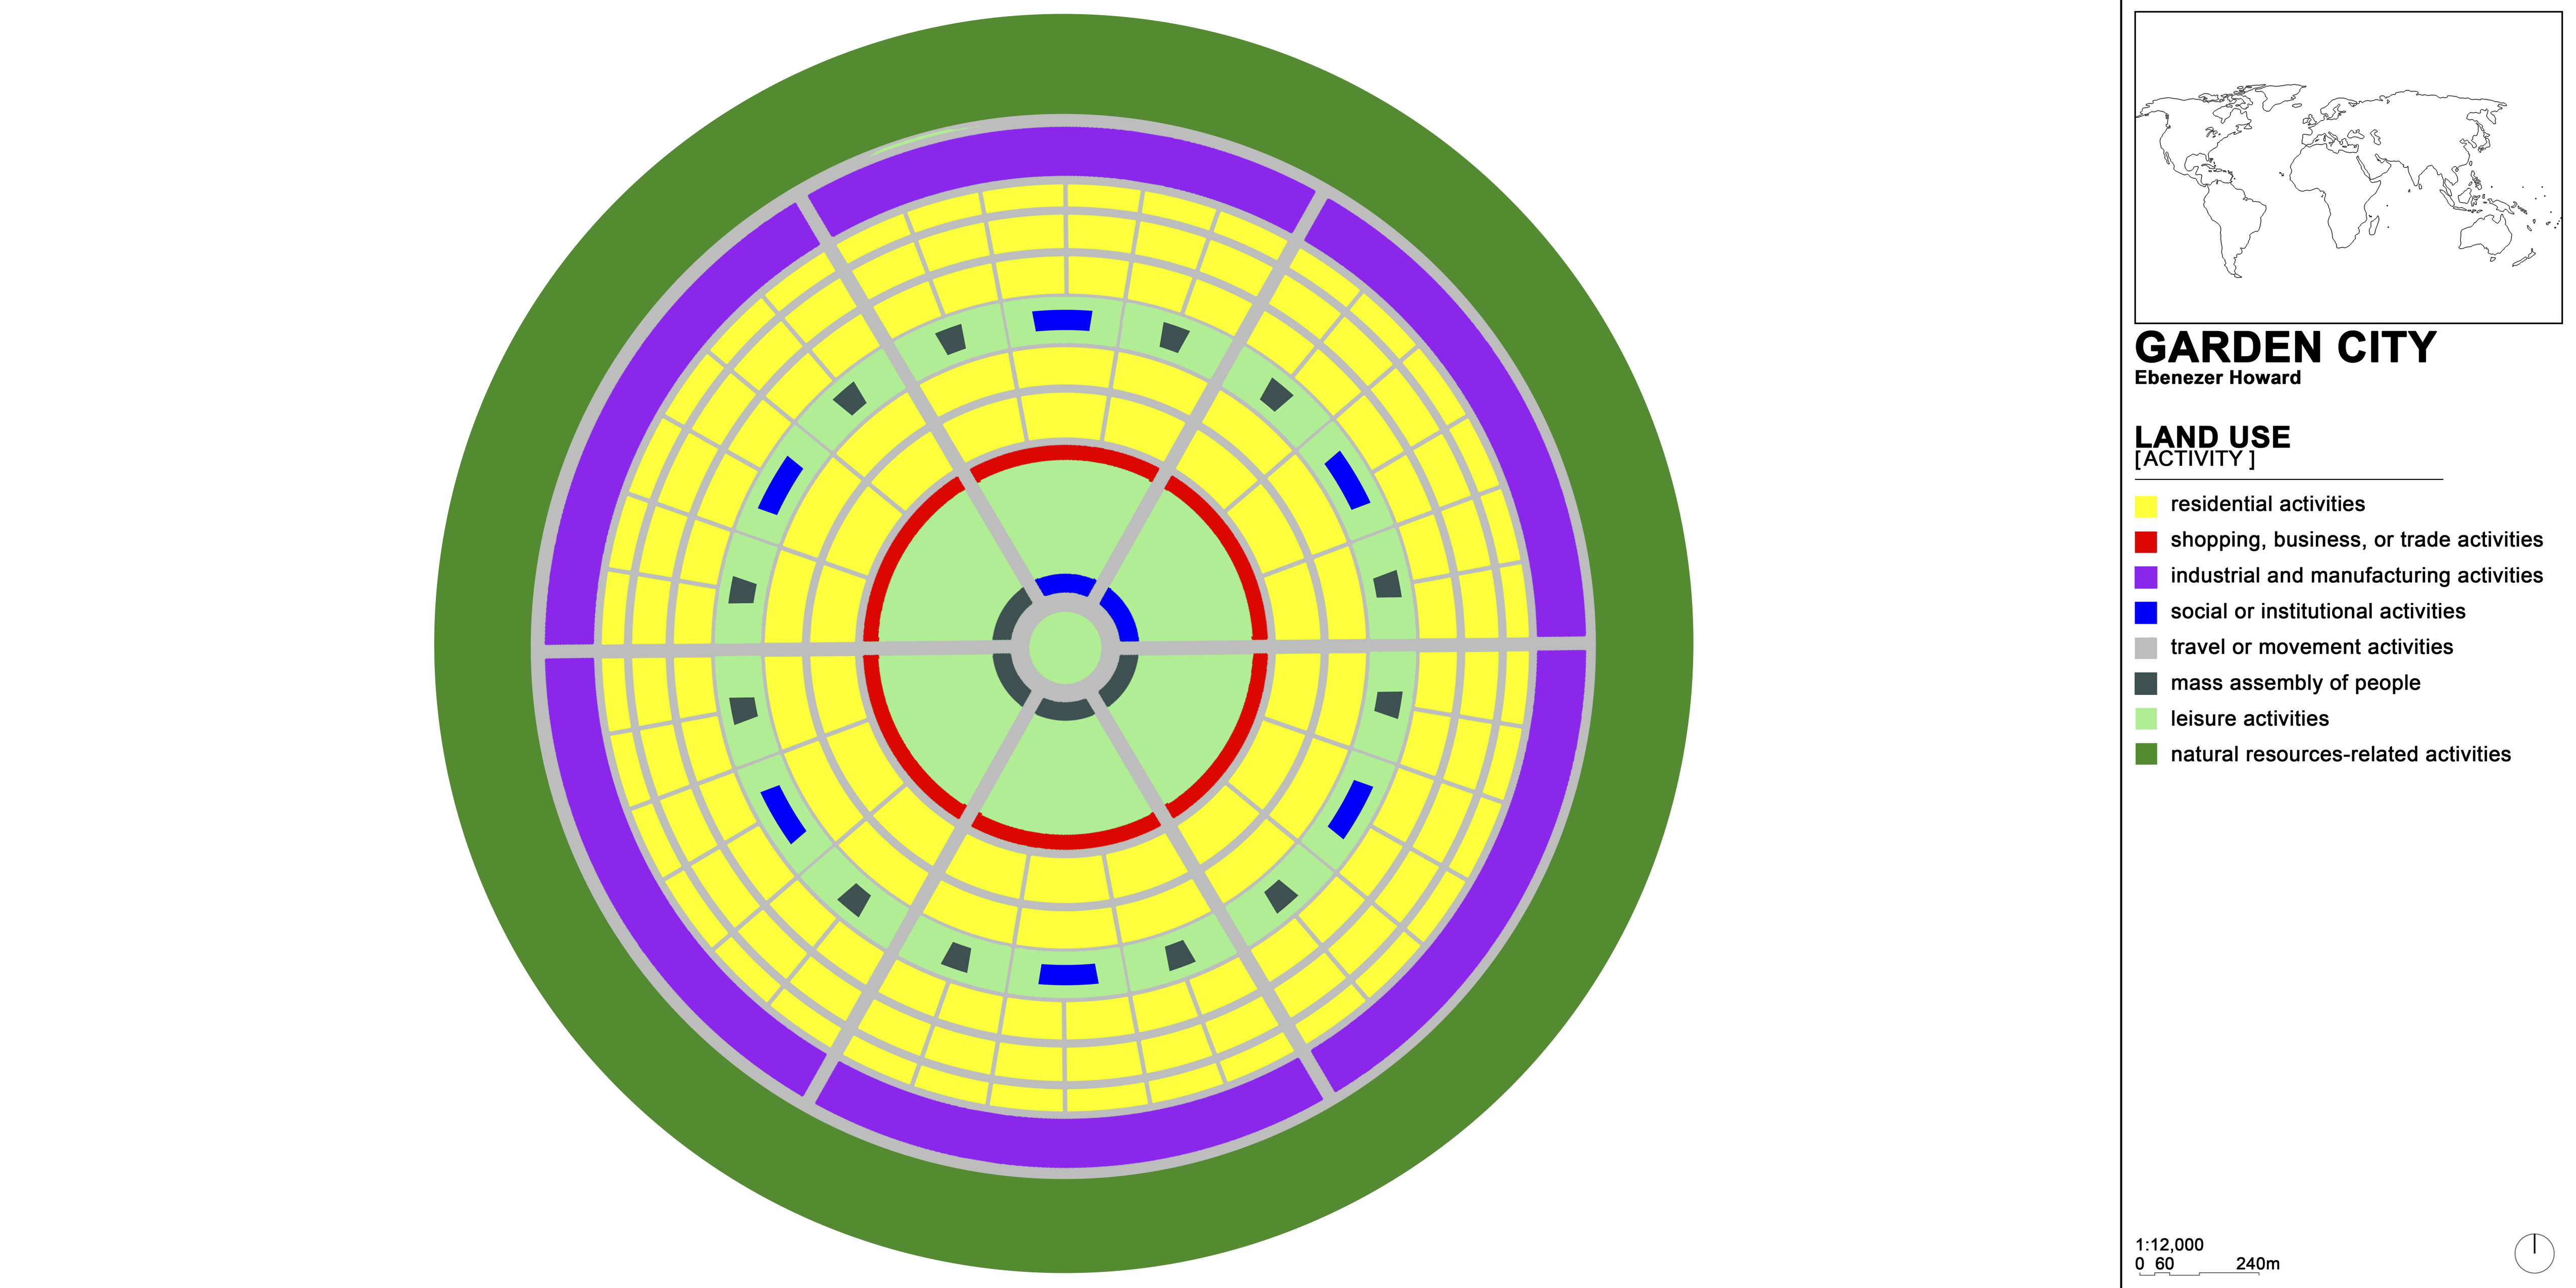 GARDEN CITY
Ebenezer Howard
LAND USE
[ACTIVITY ]
residential activities
shopping, business, or trade activities
industrial and manufacturing activities
social or institutional activities
travel or movement activities
mass assembly of people
leisure activities
natural resources-related activities
1:12,000
0 60 240m